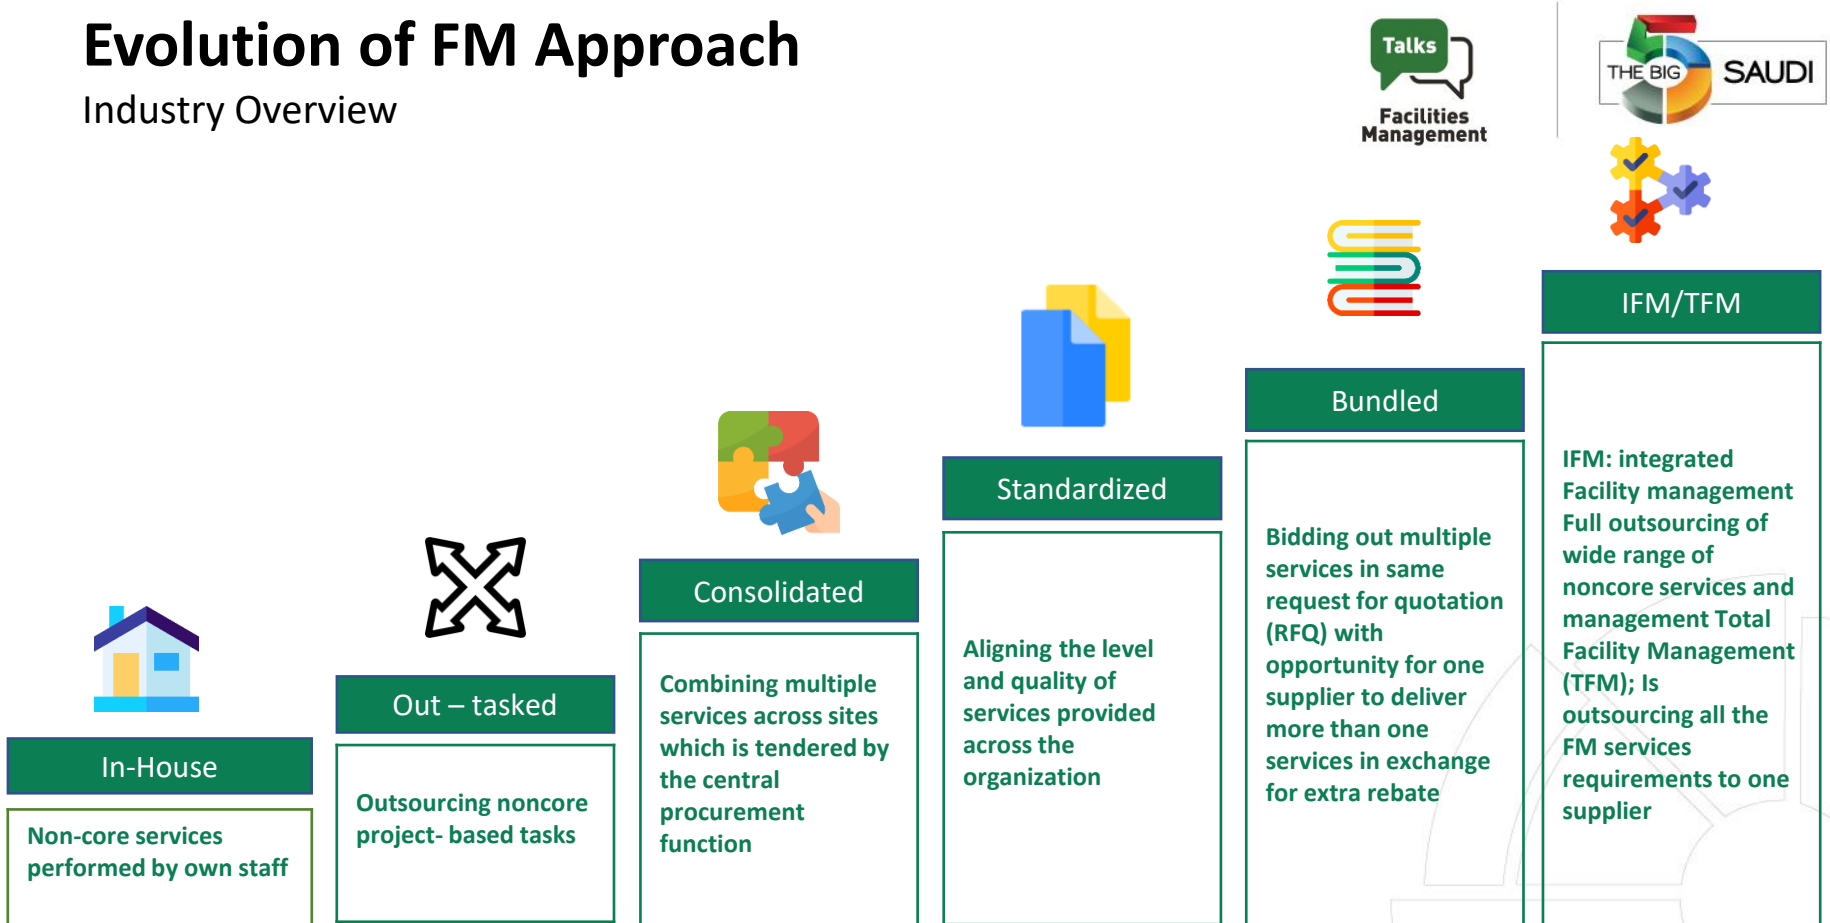 Evolution of FM Approach
Industry Overview
Talks
Facilities
Management
THE BIG
5
SAUDI
In-House
Non-core services
performed by own staff
Out – tasked
Outsourcing noncore
project- based tasks
Consolidated
Combining multiple
services across sites
which is tendered by
the central
procurement
function
Standardized
Aligning the level
and quality of
services provided
across the
organization
Bundled
Bidding out multiple
services in same
request for quotation
(RFQ) with
opportunity for one
supplier to deliver
more than one
services in exchange
for extra rebate
IFM/TFM
IFM: integrated
Facility management
Full outsourcing of
wide range of
noncore services and
management Total
Facility Management
(TFM); Is
outsourcing all the
FM services
requirements to one
supplier